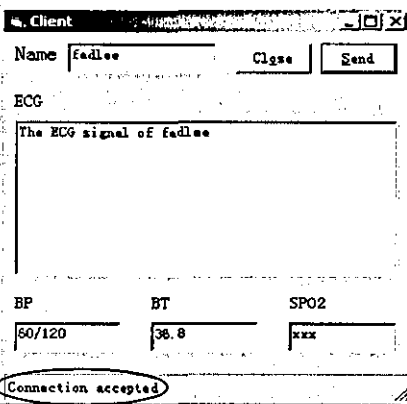 Client
Name fadlee Close Send
ECG
The ECG signal of fadlee
BP BT SPO2
60/120 36.8 xxx
Connection accepted